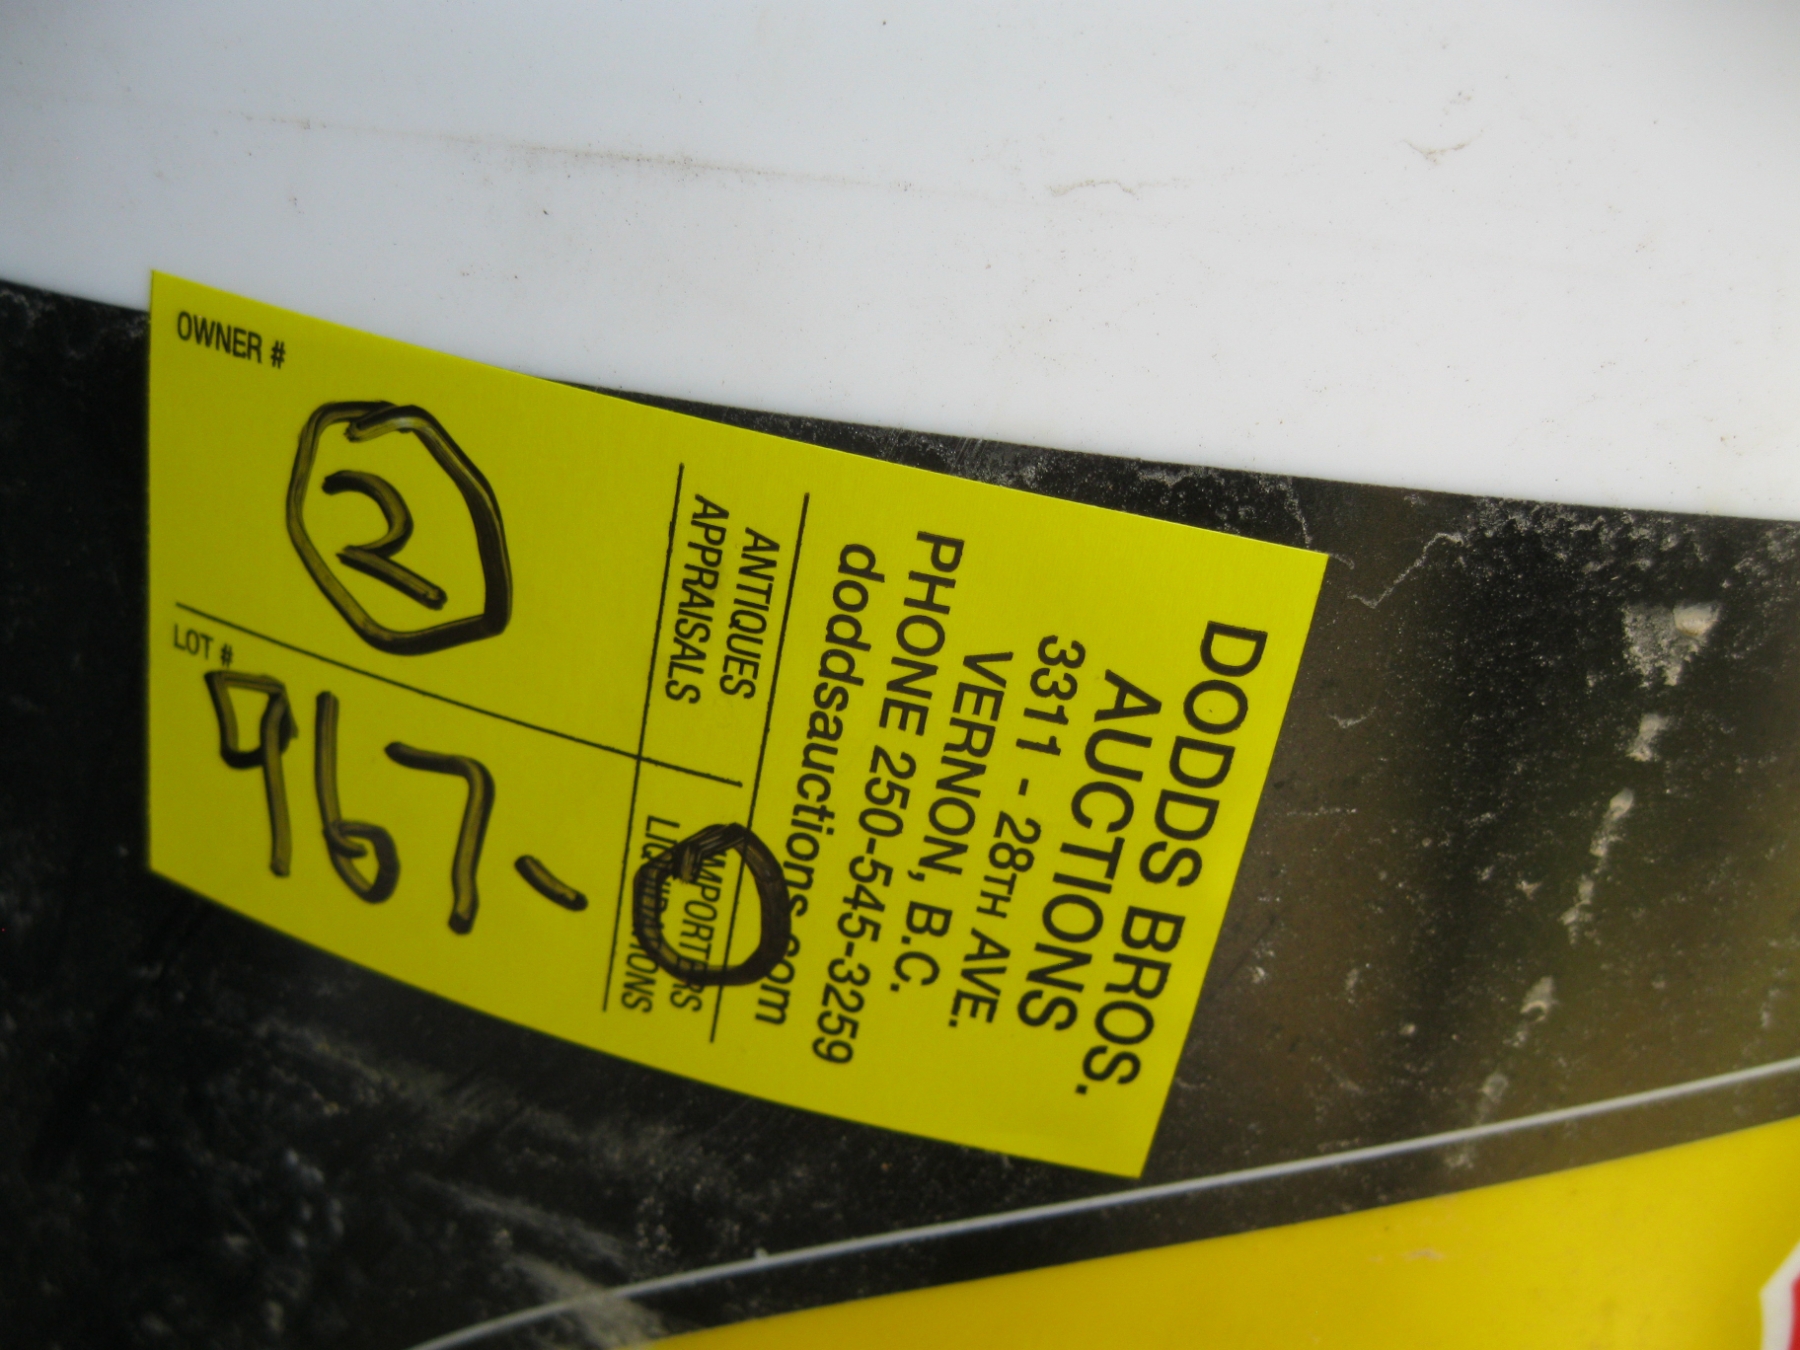 DODDS BROS.
AUCTIONS
3311 - 28TH AVE.
VERNON, B.C.
PHONE 250-545-3259
doddsauctions.com
ANTIQUES IMPORTERS
APPRAISALS LIQUIDATIONS
OWNER # LOT #
2 967-0